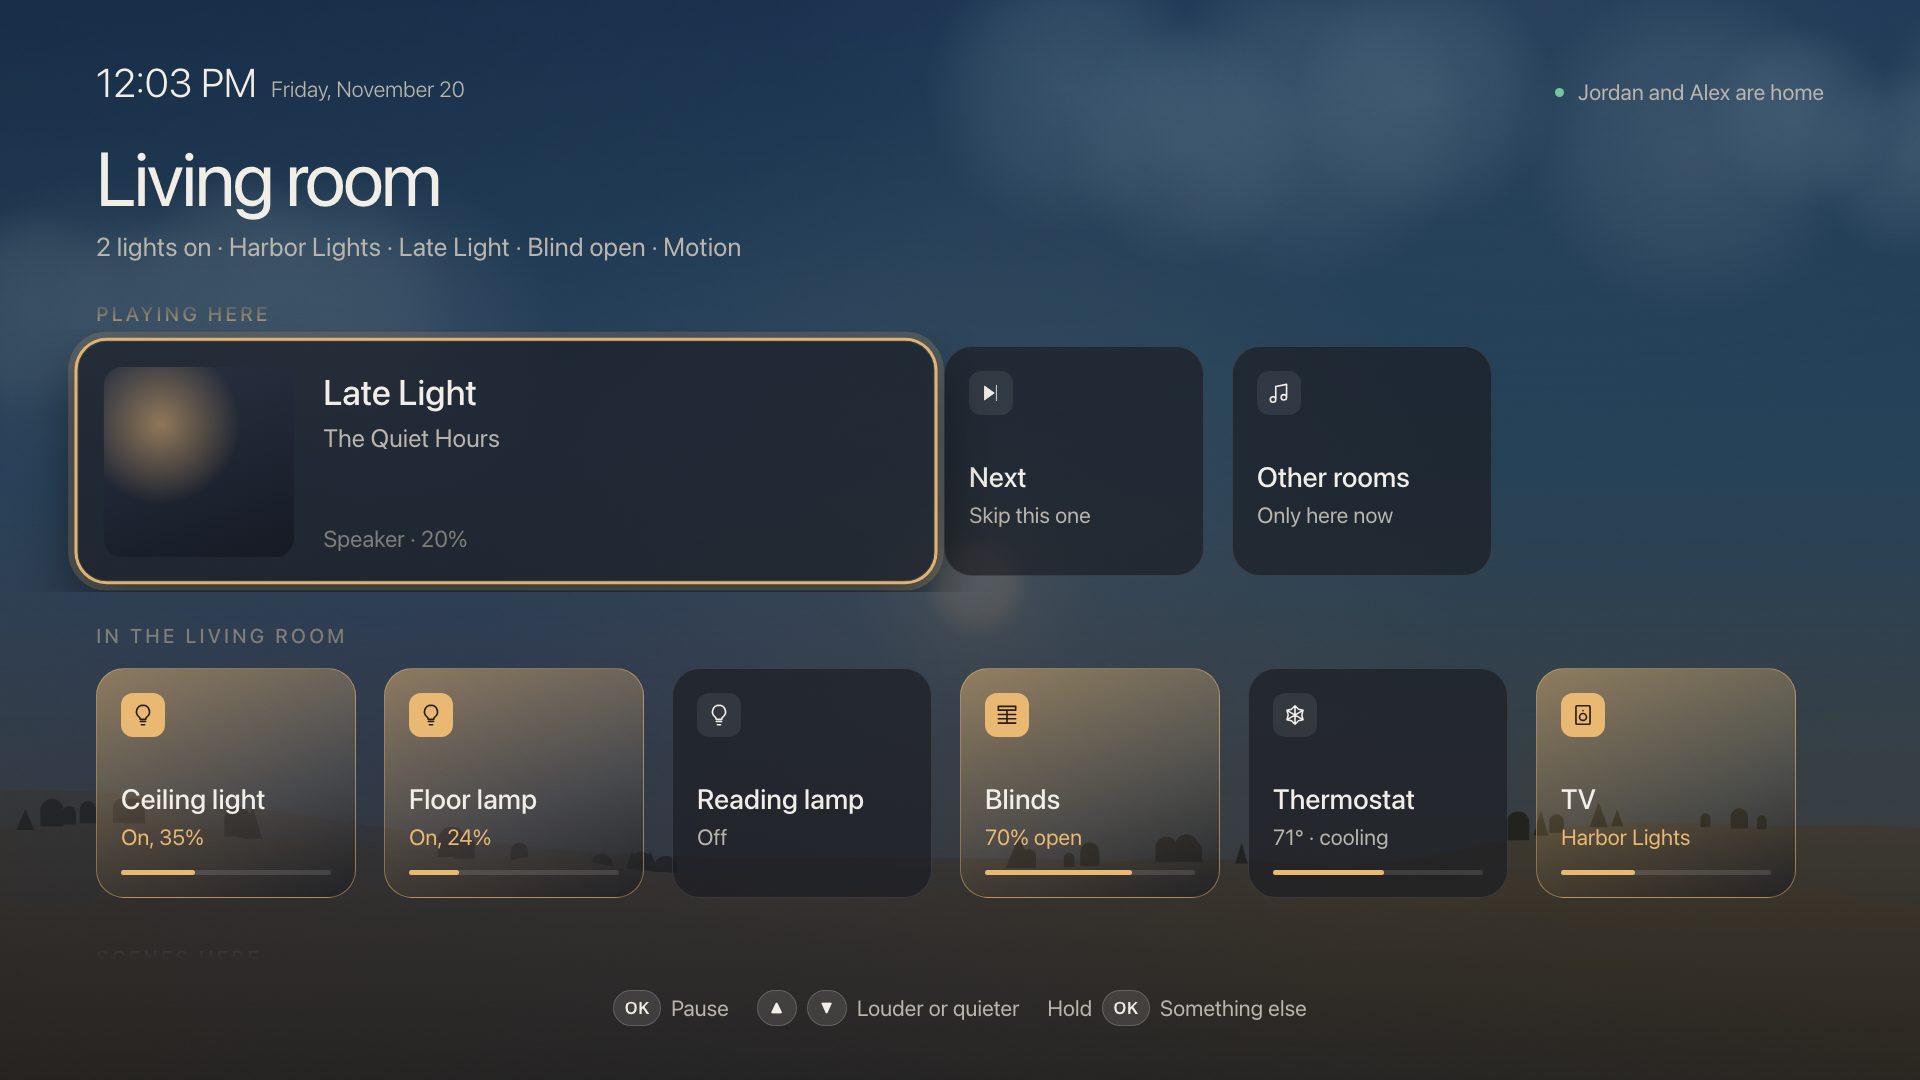 12:03 PM Friday, November 20
Jordan and Alex are home
Living room
2 lights on · Harbor Lights · Late Light · Blind open · Motion
PLAYING HERE
Late Light
The Quiet Hours
Speaker · 20%
Next
Skip this one
Other rooms
Only here now
IN THE LIVING ROOM
Ceiling light
On, 35%
Floor lamp
On, 24%
Reading lamp
Off
Blinds
70% open
Thermostat
71° · cooling
TV
Harbor Lights
SCENES HERE
OK Pause ▲ ▼ Louder or quieter Hold OK Something else